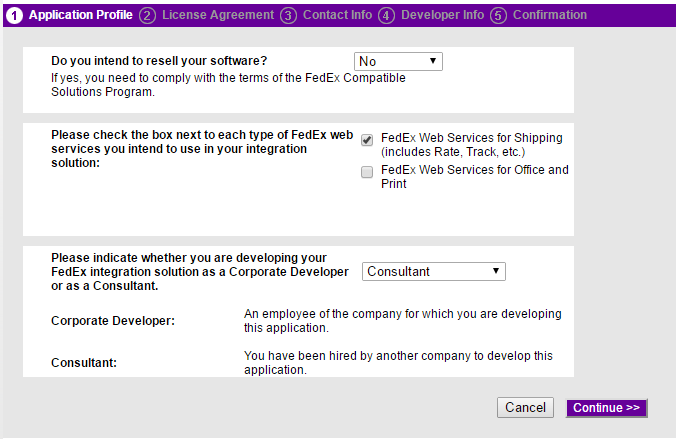 1 Application Profile 2 License Agreement 3 Contact Info 4 Developer Info 5 Confirmation
Do you intend to resell your software? No
If yes, you need to comply with the terms of the FedEx Compatible
Solutions Program.
Please check the box next to each type of FedEx web
services you intend to use in your integration
solution:
FedEx Web Services for Shipping
(includes Rate, Track, etc.)
FedEx Web Services for Office and
Print
Please indicate whether you are developing your
FedEx integration solution as a Corporate Developer
or as a Consultant.
Consultant
Corporate Developer:
An employee of the company for which you are developing
this application.
Consultant:
You have been hired by another company to develop this
application.
Cancel Continue >>